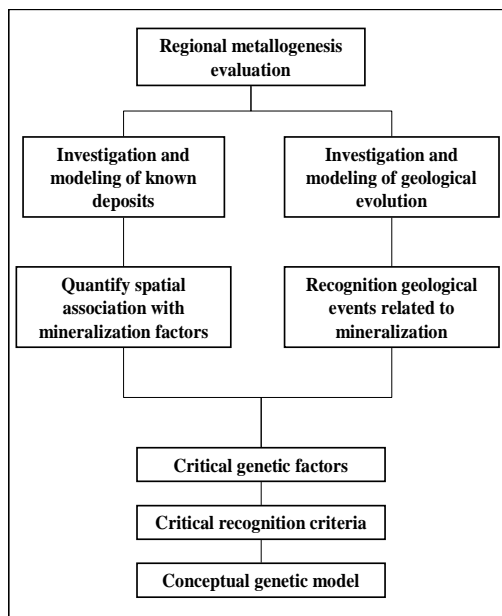 Regional metallogenesis
evaluation
Investigation and
modeling of known
deposits
Investigation and
modeling of geological
evolution
Quantify spatial
association with
mineralization factors
Recognition geological
events related to
mineralization
Critical genetic factors
Critical recognition criteria
Conceptual genetic model